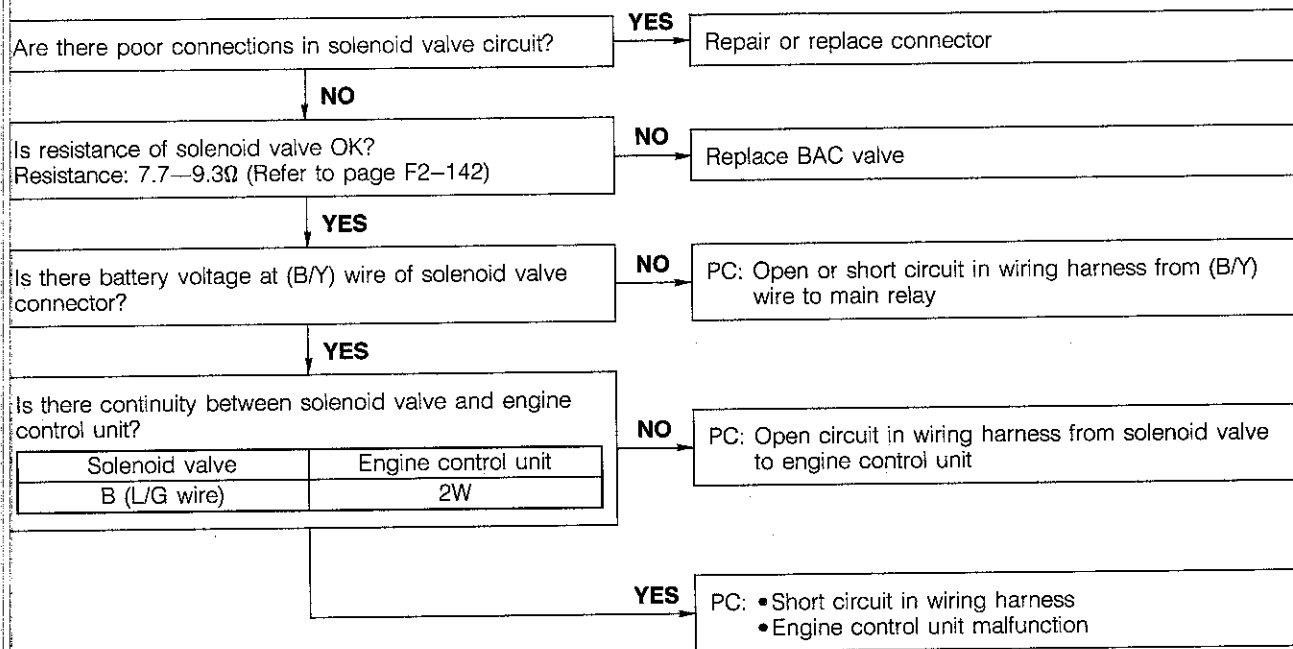 Are there poor connections in solenoid valve circuit?
YES
Repair or replace connector
NO
Is resistance of solenoid valve OK?
Resistance: 7.7—9.3Ω (Refer to page F2–142)
NO
Replace BAC valve
YES
Is there battery voltage at (B/Y) wire of solenoid valve
connector?
NO
PC: Open or short circuit in wiring harness from (B/Y)
wire to main relay
YES
Is there continuity between solenoid valve and engine
control unit?
Solenoid valve Engine control unit
B (L/G wire) 2W
NO
PC: Open circuit in wiring harness from solenoid valve
to engine control unit
YES
PC: •Short circuit in wiring harness
•Engine control unit malfunction